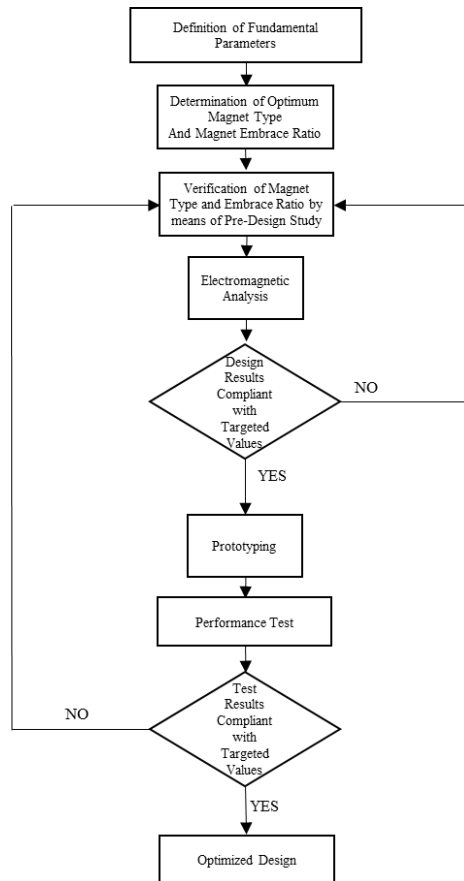 Definition of Fundamental
Parameters
Determination of Optimum
Magnet Type
And Magnet Embrace Ratio
Verification of Magnet
Type and Embrace Ratio by
means of Pre-Design Study
Electromagnetic
Analysis
Design
Results
Compliant
with
Targeted
Values
NO
YES
Prototyping
Performance Test
Test
Results
Compliant
with
Targeted
Values
NO
YES
Optimized Design